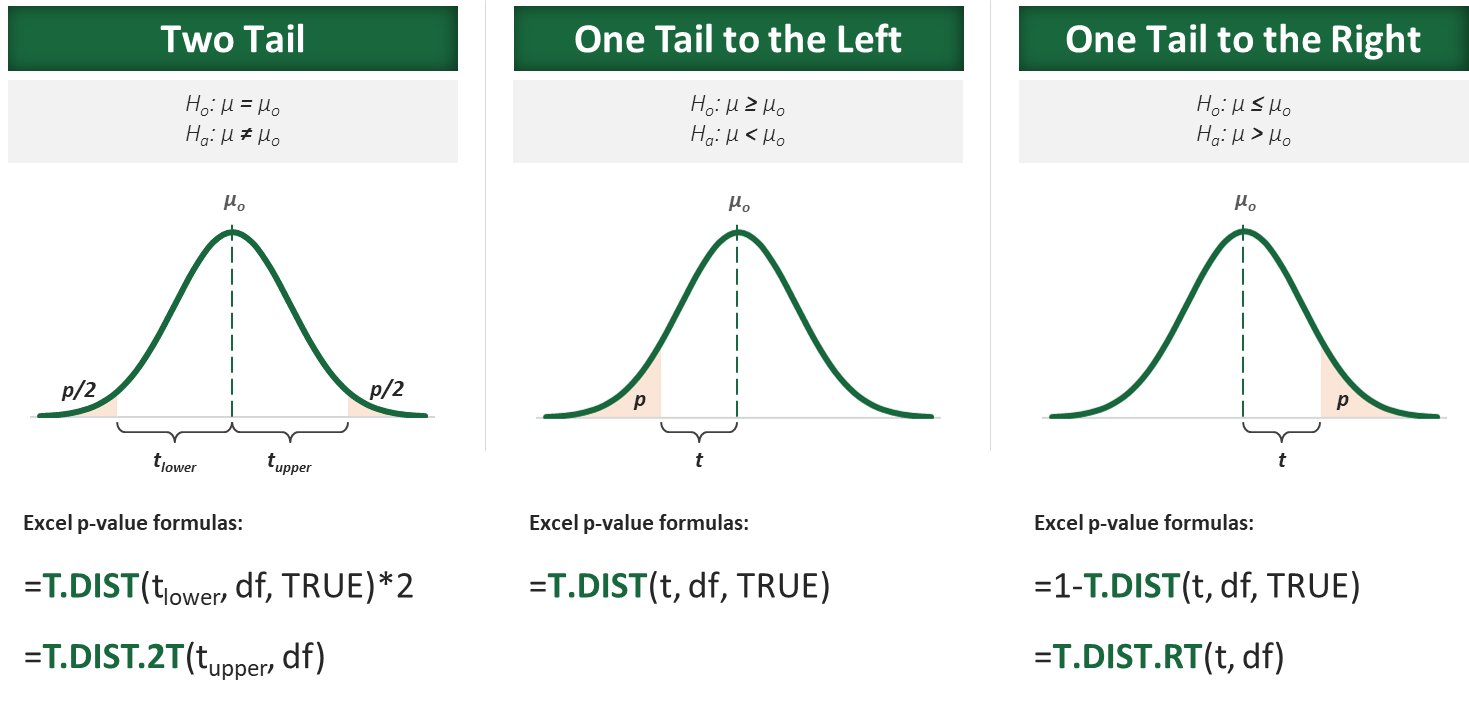 Two Tail
Hₒ: μ = μₒ
Hₐ: μ ≠ μₒ
μₒ
p/2
p/2
t_lower
t_upper
Excel p-value formulas:
=T.DIST(t_lower, df, TRUE)*2
=T.DIST.2T(t_upper, df)
One Tail to the Left
Hₒ: μ ≥ μₒ
Hₐ: μ < μₒ
μₒ
p
t
Excel p-value formulas:
=T.DIST(t, df, TRUE)
One Tail to the Right
Hₒ: μ ≤ μₒ
Hₐ: μ > μₒ
μₒ
p
t
Excel p-value formulas:
=1-T.DIST(t, df, TRUE)
=T.DIST.RT(t, df)